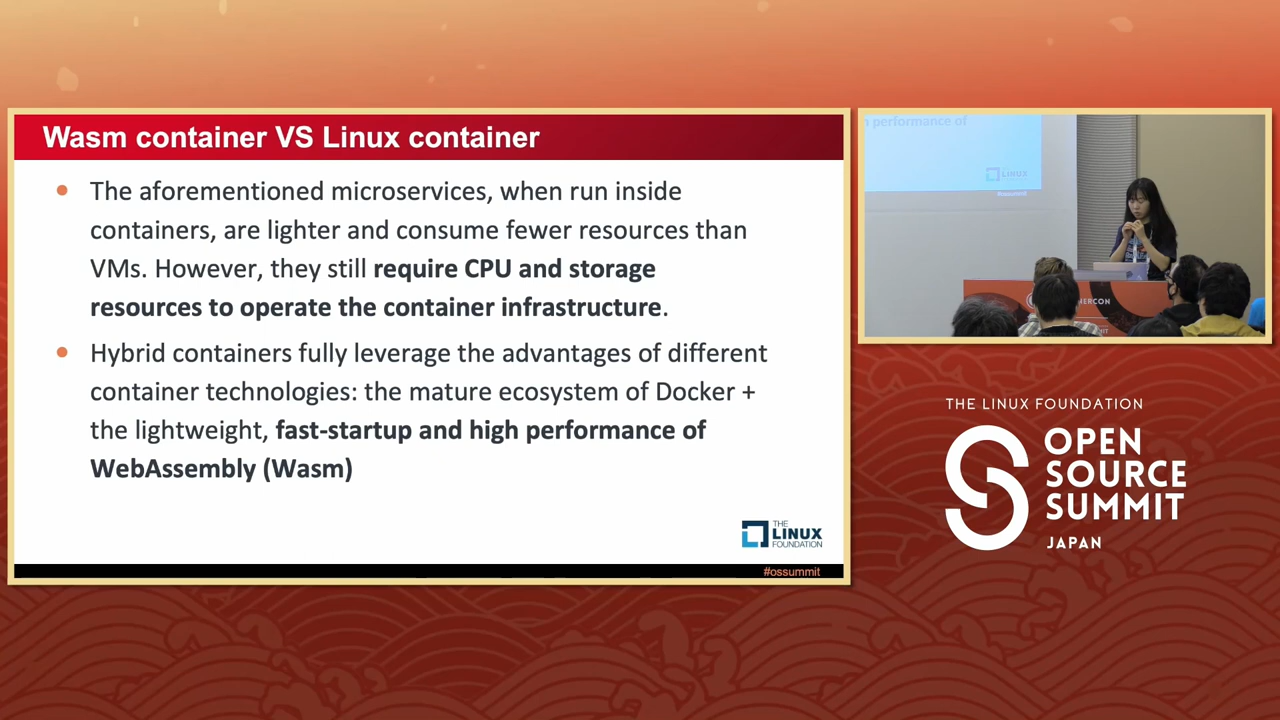 Wasm container VS Linux container
The aforementioned microservices, when run inside
containers, are lighter and consume fewer resources than
VMs. However, they still require CPU and storage
resources to operate the container infrastructure.
Hybrid containers fully leverage the advantages of different
container technologies: the mature ecosystem of Docker +
the lightweight, fast-startup and high performance of
WebAssembly (Wasm)
THE
LINUX
FOUNDATION
#ossummit
performance of
LINUX
THE LINUX FOUNDATION
OPEN
SOURCE
SUMMIT
JAPAN